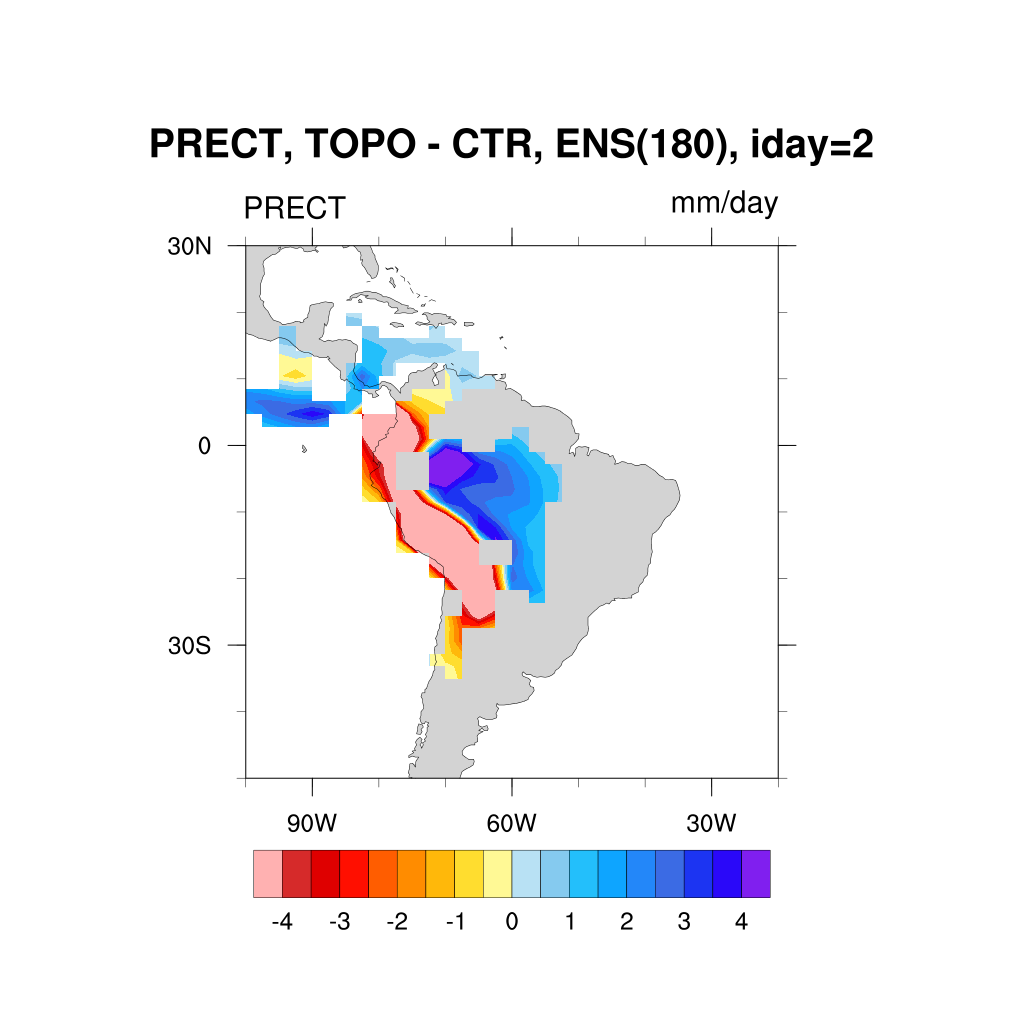 PRECT, TOPO - CTR, ENS(180), iday=2
PRECT mm/day
30N
0
30S
90W 60W 30W
-4 -3 -2 -1 0 1 2 3 4